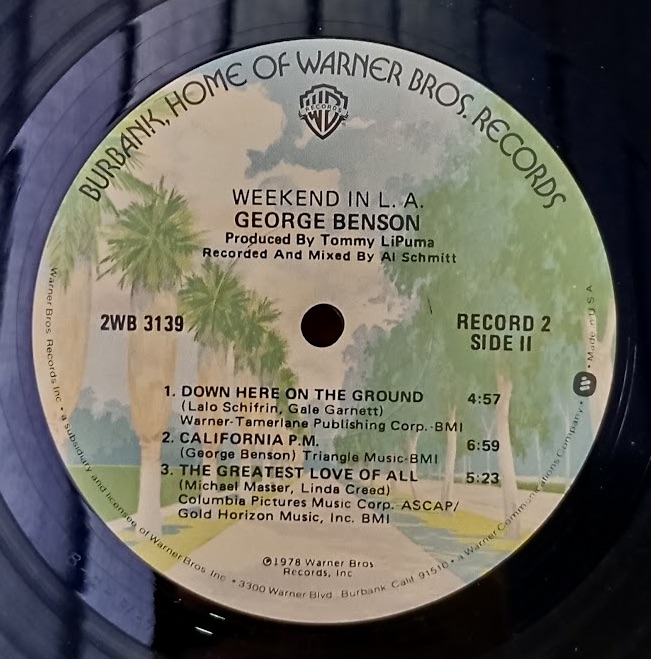 BURBANK, HOME OF WARNER BROS. RECORDS
RECORDS
WEEKEND IN L. A.
GEORGE BENSON
Produced By Tommy LiPuma
Recorded And Mixed By Al Schmitt
2WB 3139
RECORD 2
SIDE II
1. DOWN HERE ON THE GROUND 4:57
(Lalo Schifrin, Gale Garnett)
Warner-Tamerlane Publishing Corp.-BMI
2. CALIFORNIA P.M. 6:59
(George Benson) Triangle Music-BMI
3. THE GREATEST LOVE OF ALL 5:23
(Michael Masser, Linda Creed)
Columbia Pictures Music Corp. ASCAP/
Gold Horizon Music, Inc. BMI
℗1978 Warner Bros
Records, Inc
Warner Bros. Records Inc. • a subsidiary and licensee of Warner Bros. Inc. • 3300 Warner Blvd. Burbank Calif. 91510 • a Warner Communications Company • Made in U S A